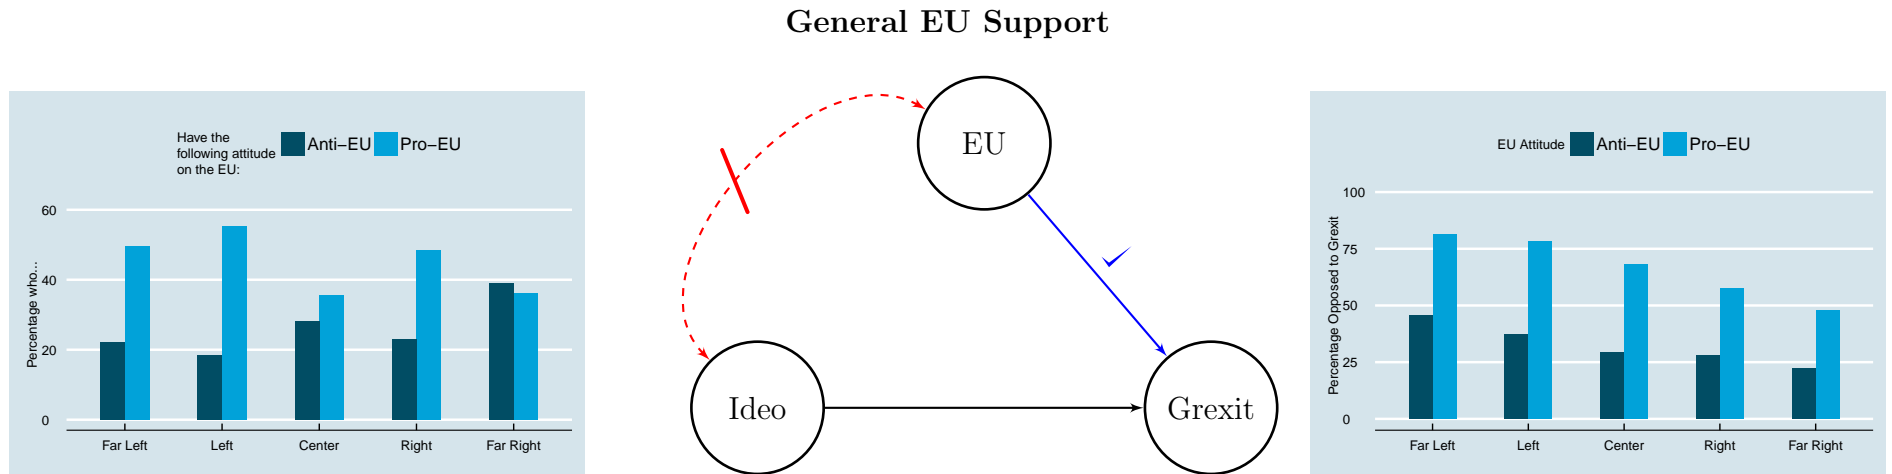 General EU Support
Have the
following attitude
on the EU:
Anti−EU
Pro−EU
Percentage who...
60
40
20
0
Far Left
Left
Center
Right
Far Right
EU
Ideo
Grexit
EU Attitude
Anti−EU
Pro−EU
Percentage Opposed to Grexit
100
75
50
25
0
Far Left
Left
Center
Right
Far Right